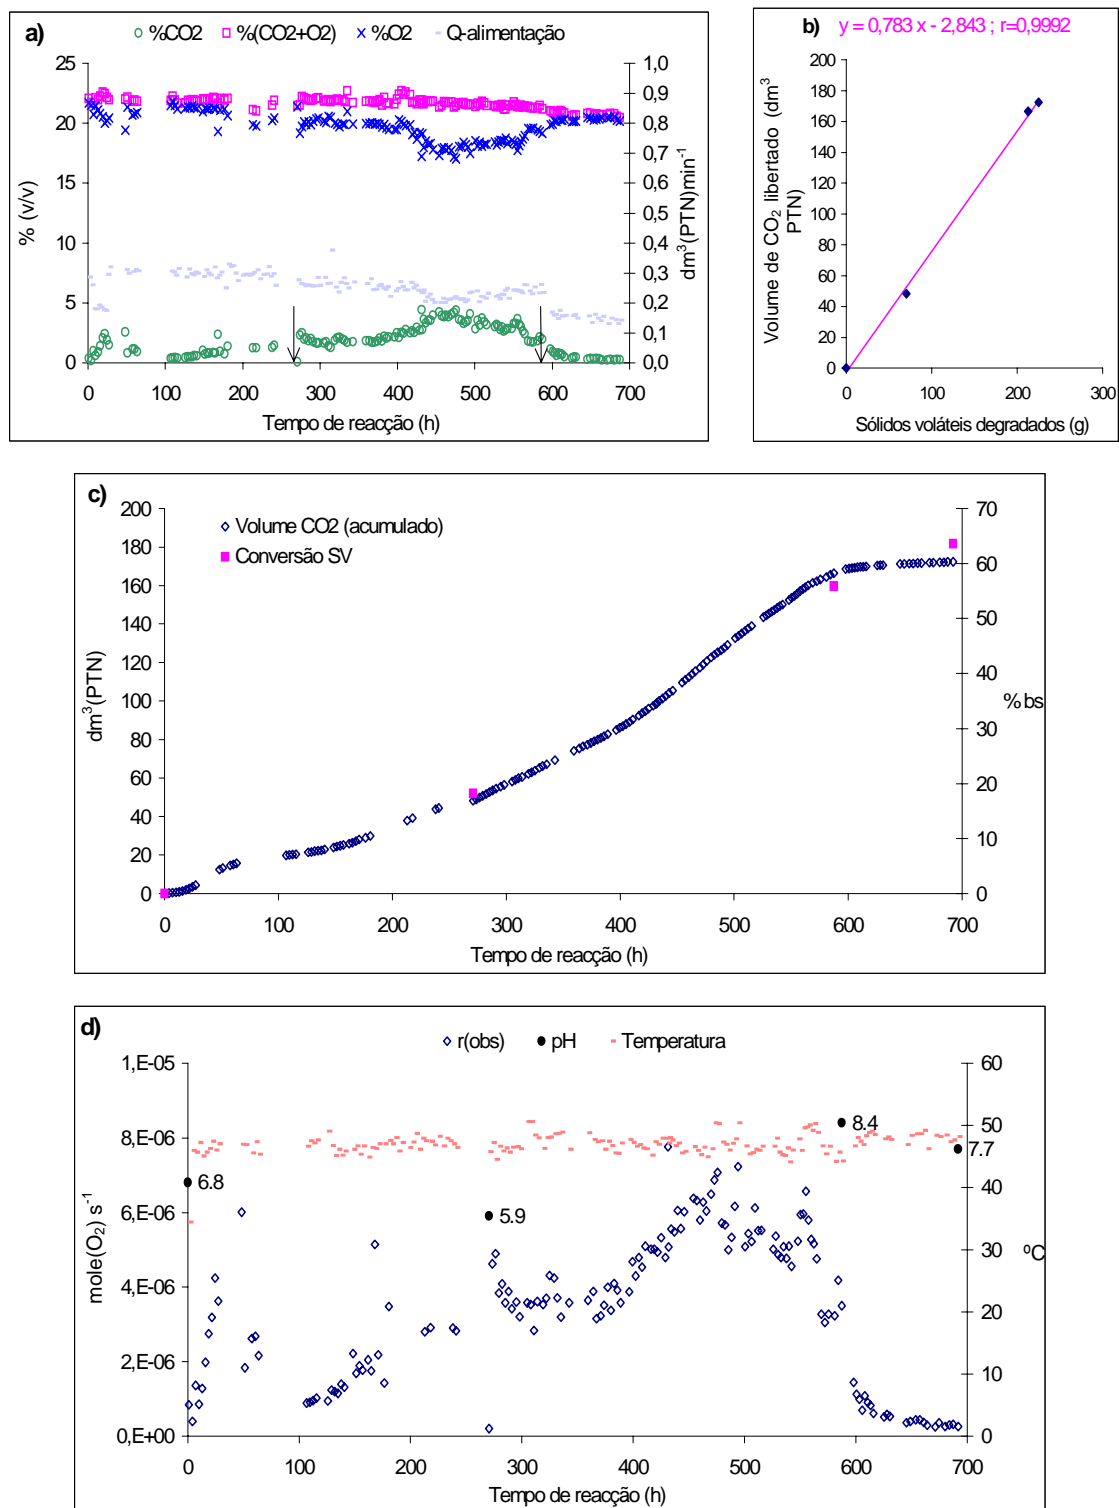 a)
%CO2 %(CO2+O2) %O2 Q-alimentação
25
20
15
10
5
0
% (v/v)
1,0
0,9
0,8
0,7
0,6
0,5
0,4
0,3
0,2
0,1
0,0
dm³(PTN)min⁻¹
0 100 200 300 400 500 600 700
Tempo de reacção (h)
b) y = 0,783 x - 2,843 ; r=0,9992
200
180
160
140
120
100
80
60
40
20
0
Volume de CO₂ libertado (dm³
PTN)
0 100 200 300
Sólidos voláteis degradados (g)
c)
Volume CO2 (acumulado)
Conversão SV
200
180
160
140
120
100
80
60
40
20
0
dm³(PTN)
70
60
50
40
30
20
10
0
% bs
0 100 200 300 400 500 600 700
Tempo de reacção (h)
d)
r(obs) pH Temperatura
1,E-05
8,E-06
6,E-06
4,E-06
2,E-06
0,E+00
mole(O₂) s⁻¹
6.8
5.9
8.4
7.7
60
50
40
30
20
10
0
ºC
0 100 200 300 400 500 600 700
Tempo de reacção (h)